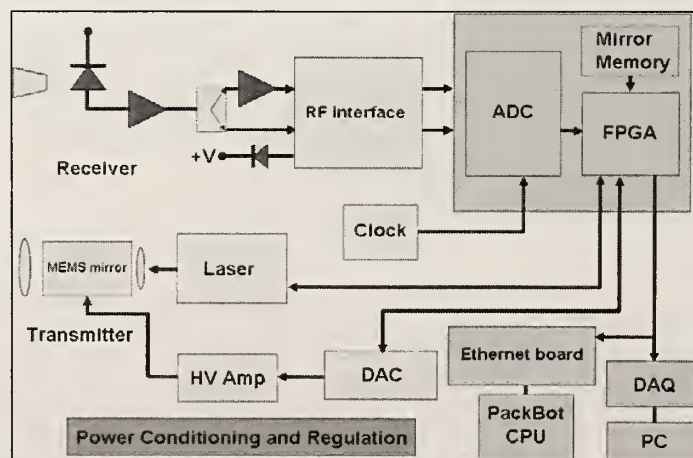 Mirror
Memory
RF Interface
ADC
FPGA
+V
Receiver
Clock
MEMS mirror
Laser
Transmitter
HV Amp
DAC
Ethernet board
DAQ
PackBot
CPU
PC
Power Conditioning and Regulation